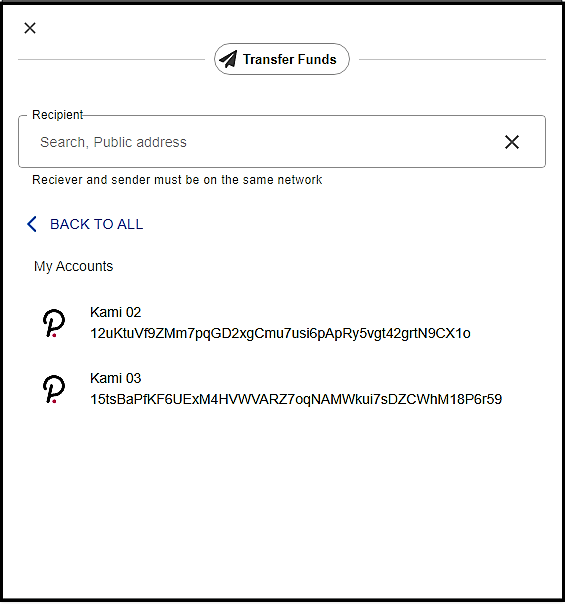 Transfer Funds
Recipient
Search, Public address
Reciever and sender must be on the same network
BACK TO ALL
My Accounts
Kami 02
12uKtuVf9ZMm7pqGD2xgCmu7usi6pApRy5vgt42grtN9CX1o
Kami 03
15tsBaPfKF6UExM4HVWVARZ7oqNAMWkui7sDZCWhM18P6r59